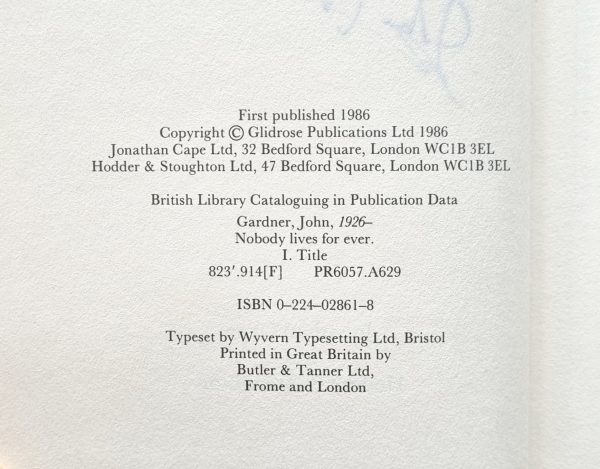 First published 1986
Copyright © Glidrose Publications Ltd 1986
Jonathan Cape Ltd, 32 Bedford Square, London WC1B 3EL
Hodder & Stoughton Ltd, 47 Bedford Square, London WC1B 3EL
British Library Cataloguing in Publication Data
Gardner, John, 1926–
Nobody lives for ever.
I. Title
823′.914[F] PR6057.A629
ISBN 0–224–02861–8
Typeset by Wyvern Typesetting Ltd, Bristol
Printed in Great Britain by
Butler & Tanner Ltd,
Frome and London